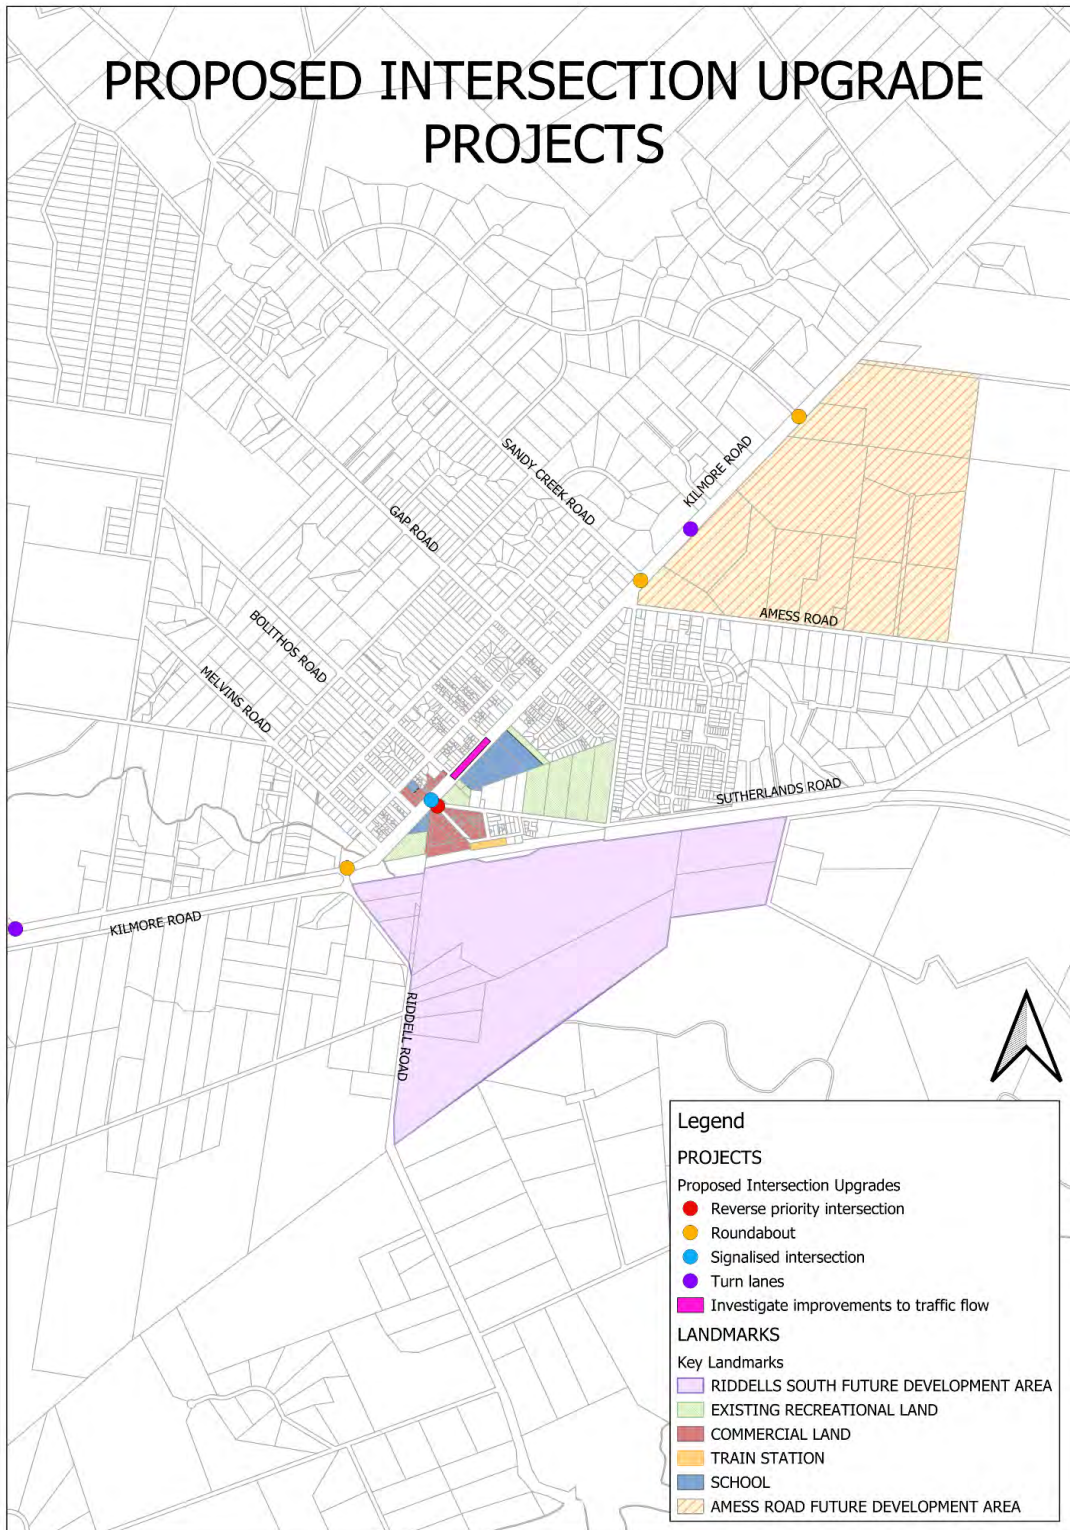 PROPOSED INTERSECTION UPGRADE
PROJECTS
KILMORE ROAD
SANDY CREEK ROAD
GAP ROAD
AMESS ROAD
BOLITHOS ROAD
MELVINS ROAD
SUTHERLANDS ROAD
KILMORE ROAD
RIDDELL ROAD
Legend
PROJECTS
Proposed Intersection Upgrades
Reverse priority intersection
Roundabout
Signalised intersection
Turn lanes
Investigate improvements to traffic flow
LANDMARKS
Key Landmarks
RIDDELLS SOUTH FUTURE DEVELOPMENT AREA
EXISTING RECREATIONAL LAND
COMMERCIAL LAND
TRAIN STATION
SCHOOL
AMESS ROAD FUTURE DEVELOPMENT AREA